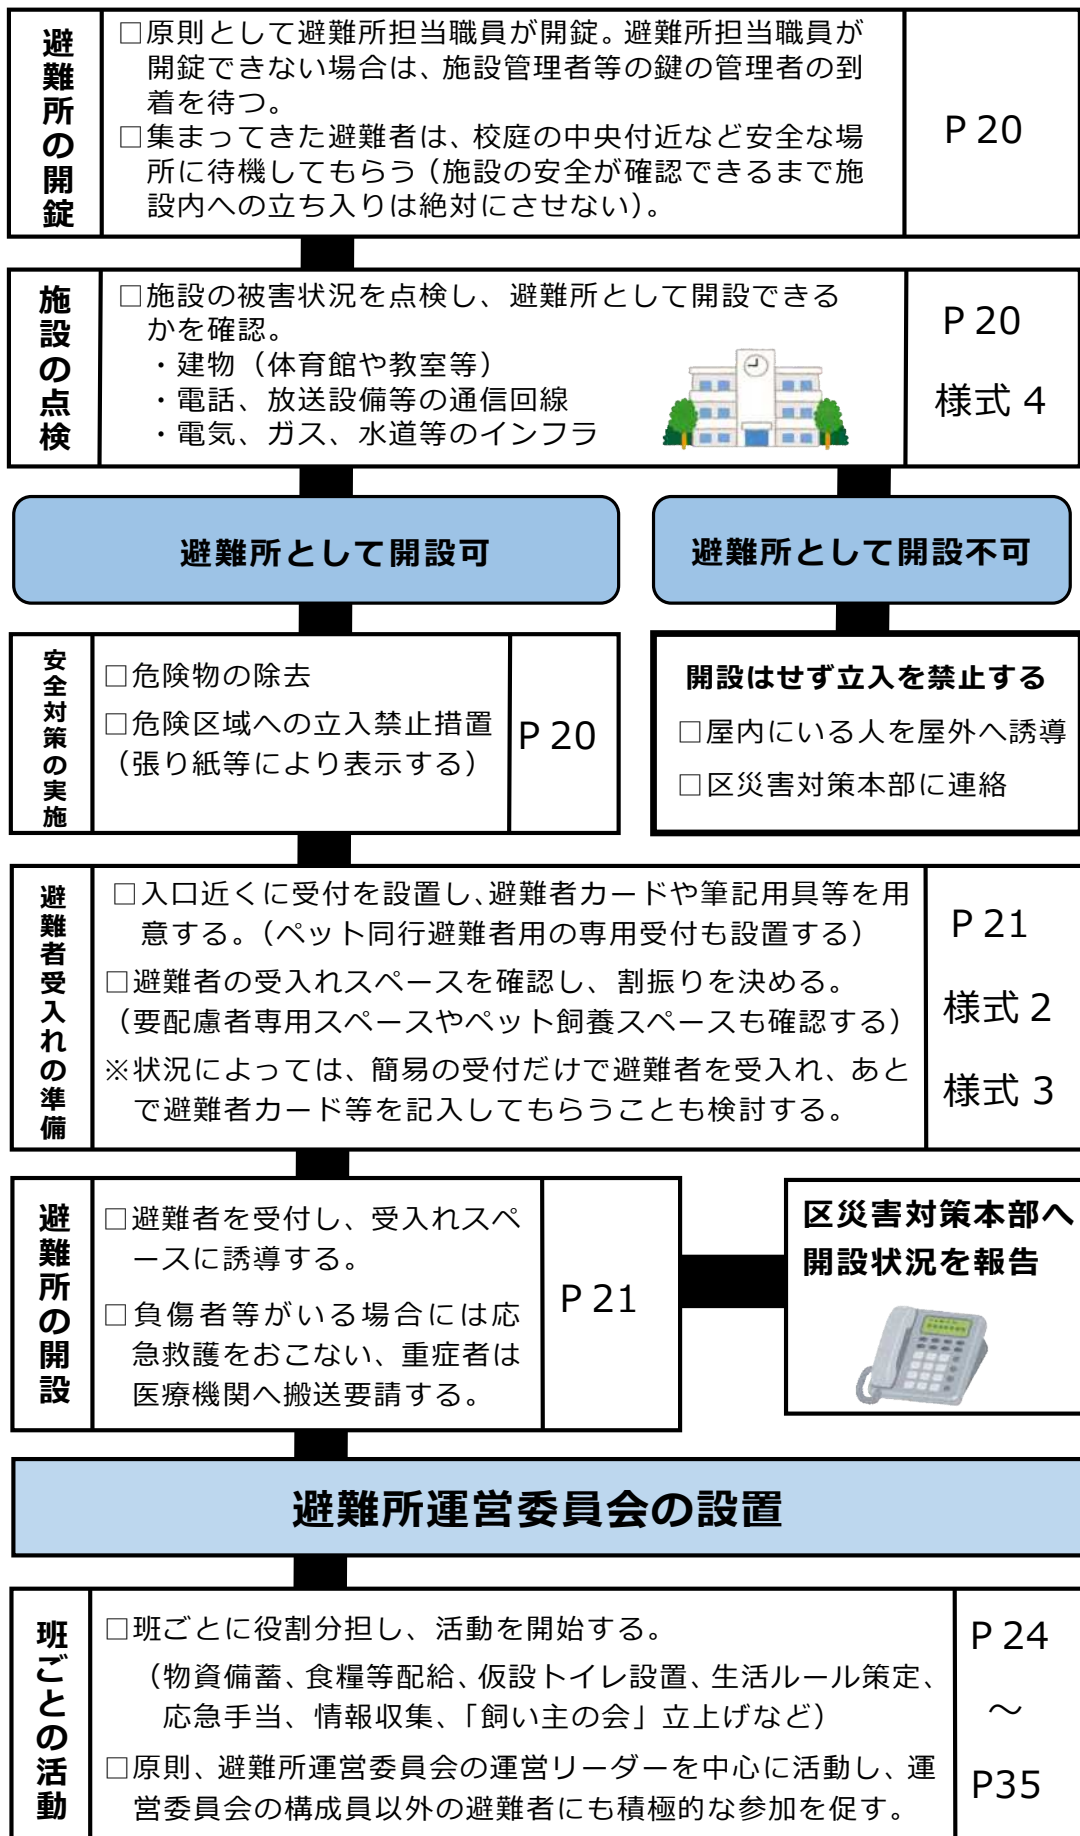 避難所の開錠
□原則として避難所担当職員が開錠。避難所担当職員が
開錠できない場合は、施設管理者等の鍵の管理者の到
着を待つ。
□集まってきた避難者は、校庭の中央付近など安全な場
所に待機してもらう（施設の安全が確認できるまで施
設内への立ち入りは絶対にさせない）。
P 20
施設の点検
□施設の被害状況を点検し、避難所として開設できる
かを確認。
・建物（体育館や教室等）
・電話、放送設備等の通信回線
・電気、ガス、水道等のインフラ
P 20
様式 4
避難所として開設可
避難所として開設不可
安全対策の実施
□危険物の除去
□危険区域への立入禁止措置
（張り紙等により表示する）
P 20
開設はせず立入を禁止する
□屋内にいる人を屋外へ誘導
□区災害対策本部に連絡
避難者受入れの準備
□入口近くに受付を設置し、避難者カードや筆記用具等を用
意する。（ペット同行避難者用の専用受付も設置する）
□避難者の受入れスペースを確認し、割振りを決める。
（要配慮者専用スペースやペット飼養スペースも確認する）
※状況によっては、簡易の受付だけで避難者を受入れ、あと
で避難者カード等を記入してもらうことも検討する。
P 21
様式 2
様式 3
避難所の開設
□避難者を受付し、受入れスペ
ースに誘導する。
□負傷者等がいる場合には応
急救護をおこない、重症者は
医療機関へ搬送要請する。
P 21
区災害対策本部へ
開設状況を報告
避難所運営委員会の設置
班ごとの活動
□班ごとに役割分担し、活動を開始する。
（物資備蓄、食糧等配給、仮設トイレ設置、生活ルール策定、
応急手当、情報収集、「飼い主の会」立上げなど）
□原則、避難所運営委員会の運営リーダーを中心に活動し、運
営委員会の構成員以外の避難者にも積極的な参加を促す。
P 24
～
P35